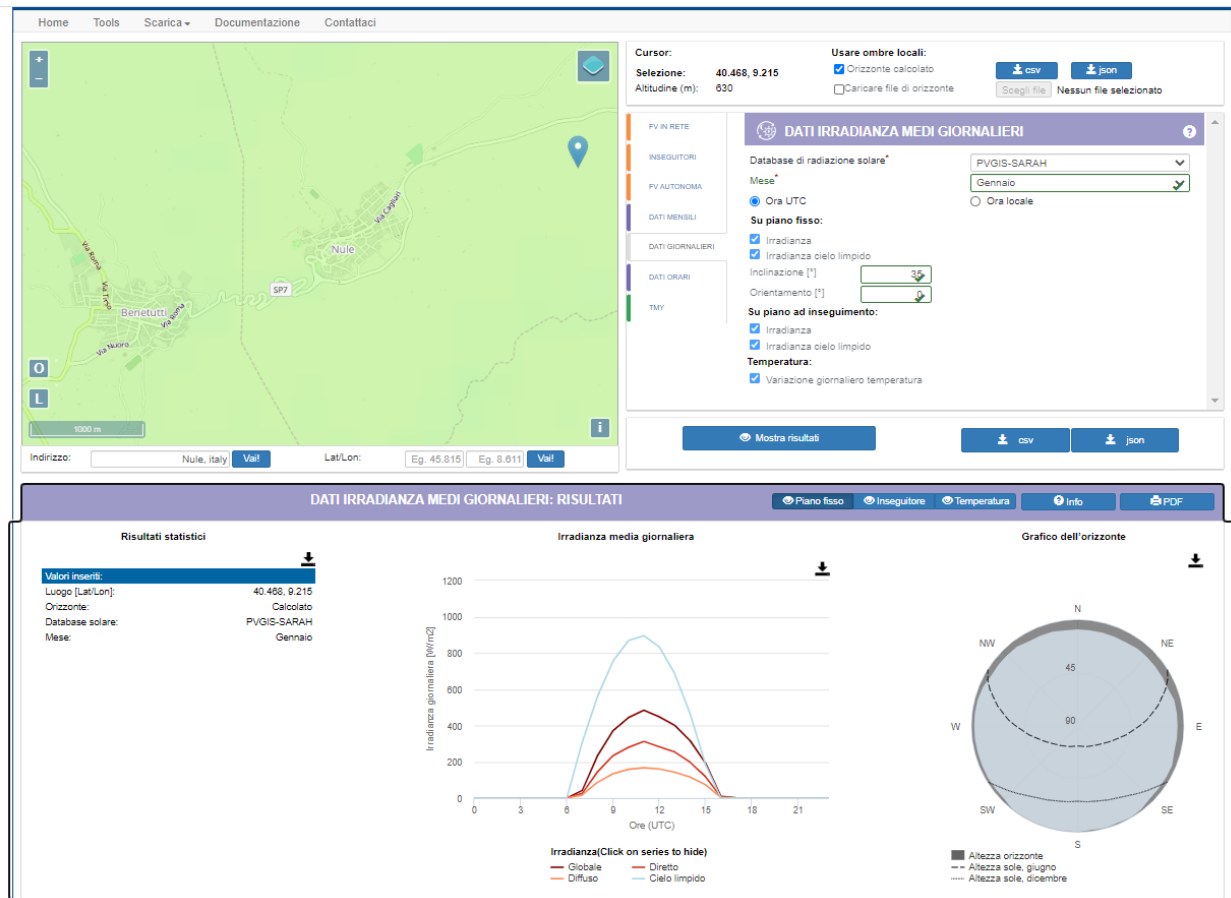 Home Tools Scarica Documentazione Contattaci
+
−
Via Cagliari
Nule
Via Roma
SP7
Via Tirso
Benetutti
Via Roma
Via Nuoro
O
L
1000 m
i
Indirizzo: Nule, italy Vai! Lat/Lon: Eg. 45.815 Eg. 8.611 Vai!
Cursor: Usare ombre locali:
Selezione: 40.468, 9.215 Orizzonte calcolato csv json
Altitudine (m): 630 Caricare file di orizzonte Scegli file Nessun file selezionato
FV IN RETE
INSEGUITORI
FV AUTONOMA
DATI MENSILI
DATI GIORNALIERI
DATI ORARI
TMY
DATI IRRADIANZA MEDI GIORNALIERI ?
Database di radiazione solare* PVGIS-SARAH
Mese* Gennaio
Ora UTC Ora locale
Su piano fisso:
Irradianza
Irradianza cielo limpido
Inclinazione [°] 35
Orientamento [°] 0
Su piano ad inseguimento:
Irradianza
Irradianza cielo limpido
Temperatura:
Variazione giornaliero temperatura
Mostra risultati csv json
DATI IRRADIANZA MEDI GIORNALIERI: RISULTATI Piano fisso Inseguitore Temperatura Info PDF
Risultati statistici
Valori inseriti:
Luogo [Lat/Lon]: 40.468, 9.215
Orizzonte: Calcolato
Database solare: PVGIS-SARAH
Mese: Gennaio
Irradianza media giornaliera
Irradianza giornaliera [W/m2]
1200
1000
800
600
400
200
0
0 3 6 9 12 15 18 21
Ore (UTC)
Irradianza(Click on series to hide)
Globale Diretto
Diffuso Cielo limpido
Grafico dell'orizzonte
N
NW NE
45
90
W E
SW SE
S
Altezza orizzonte
Altezza sole, giugno
Altezza sole, dicembre